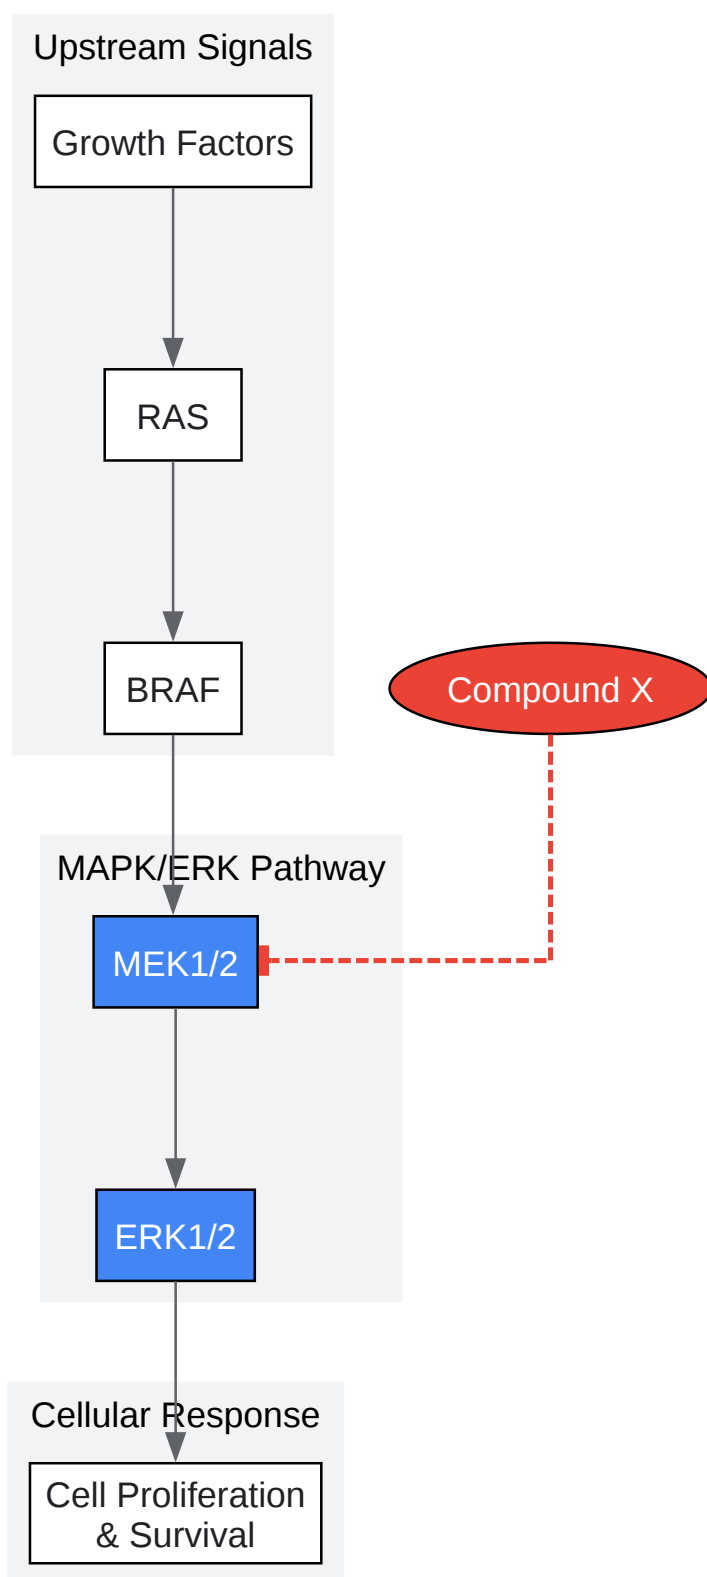 Upstream Signals
Growth Factors
RAS
BRAF
Compound X
MAPK/ERK Pathway
MEK1/2
ERK1/2
Cellular Response
Cell Proliferation
& Survival